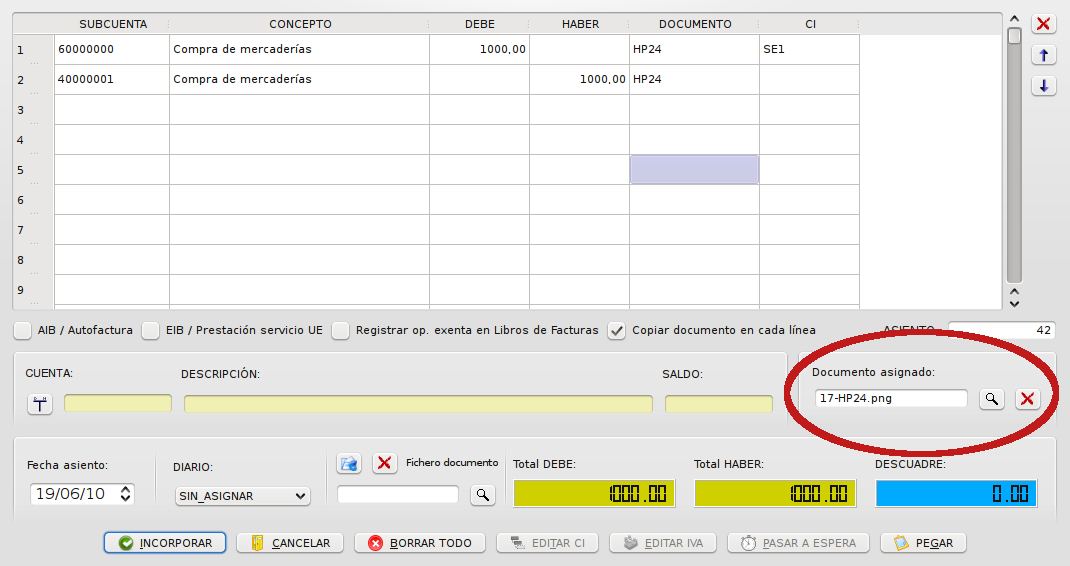 SUBCUENTA CONCEPTO DEBE HABER DOCUMENTO CI
1 60000000 Compra de mercaderías 1000,00 HP24 SE1
2 40000001 Compra de mercaderías 1000,00 HP24
3
4
5
6
7
8
9
AIB / Autofactura EIB / Prestación servicio UE Registrar op. exenta en Libros de Facturas Copiar documento en cada línea ASIENTO 42
CUENTA: DESCRIPCIÓN: SALDO: Documento asignado:
17-HP24.png
Fecha asiento: DIARIO: Fichero documento Total DEBE: Total HABER: DESCUADRE:
19/06/10 SIN_ASIGNAR 1000.00 1000.00 0.00
INCORPORAR CANCELAR BORRAR TODO EDITAR CI EDITAR IVA PASAR A ESPERA PEGAR